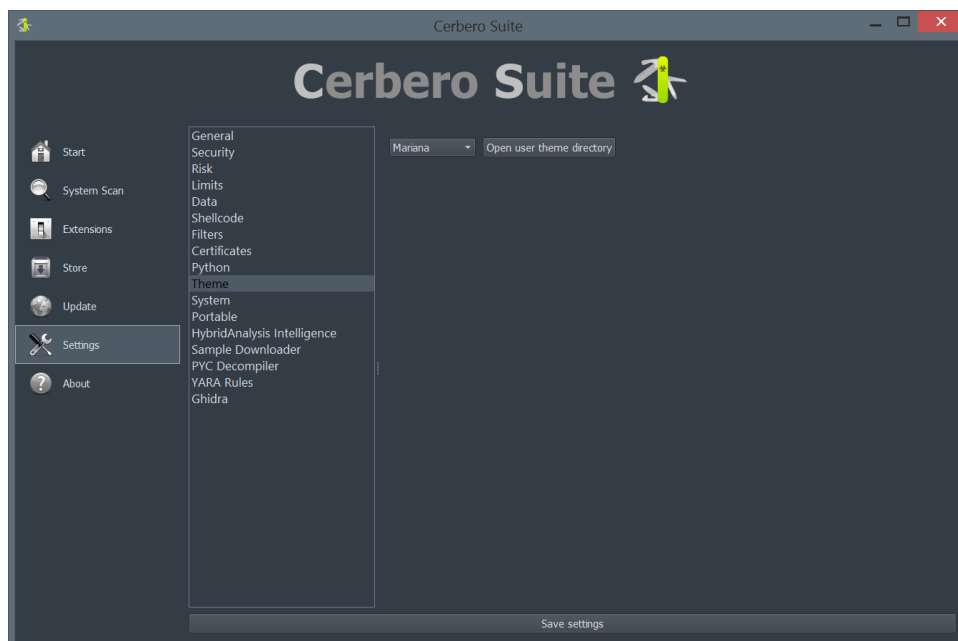 Cerbero Suite
Cerbero Suite
Start
System Scan
Extensions
Store
Update
Settings
About
General
Security
Risk
Limits
Data
Shellcode
Filters
Certificates
Python
Theme
System
Portable
HybridAnalysis Intelligence
Sample Downloader
PYC Decompiler
YARA Rules
Ghidra
Mariana
Open user theme directory
Save settings